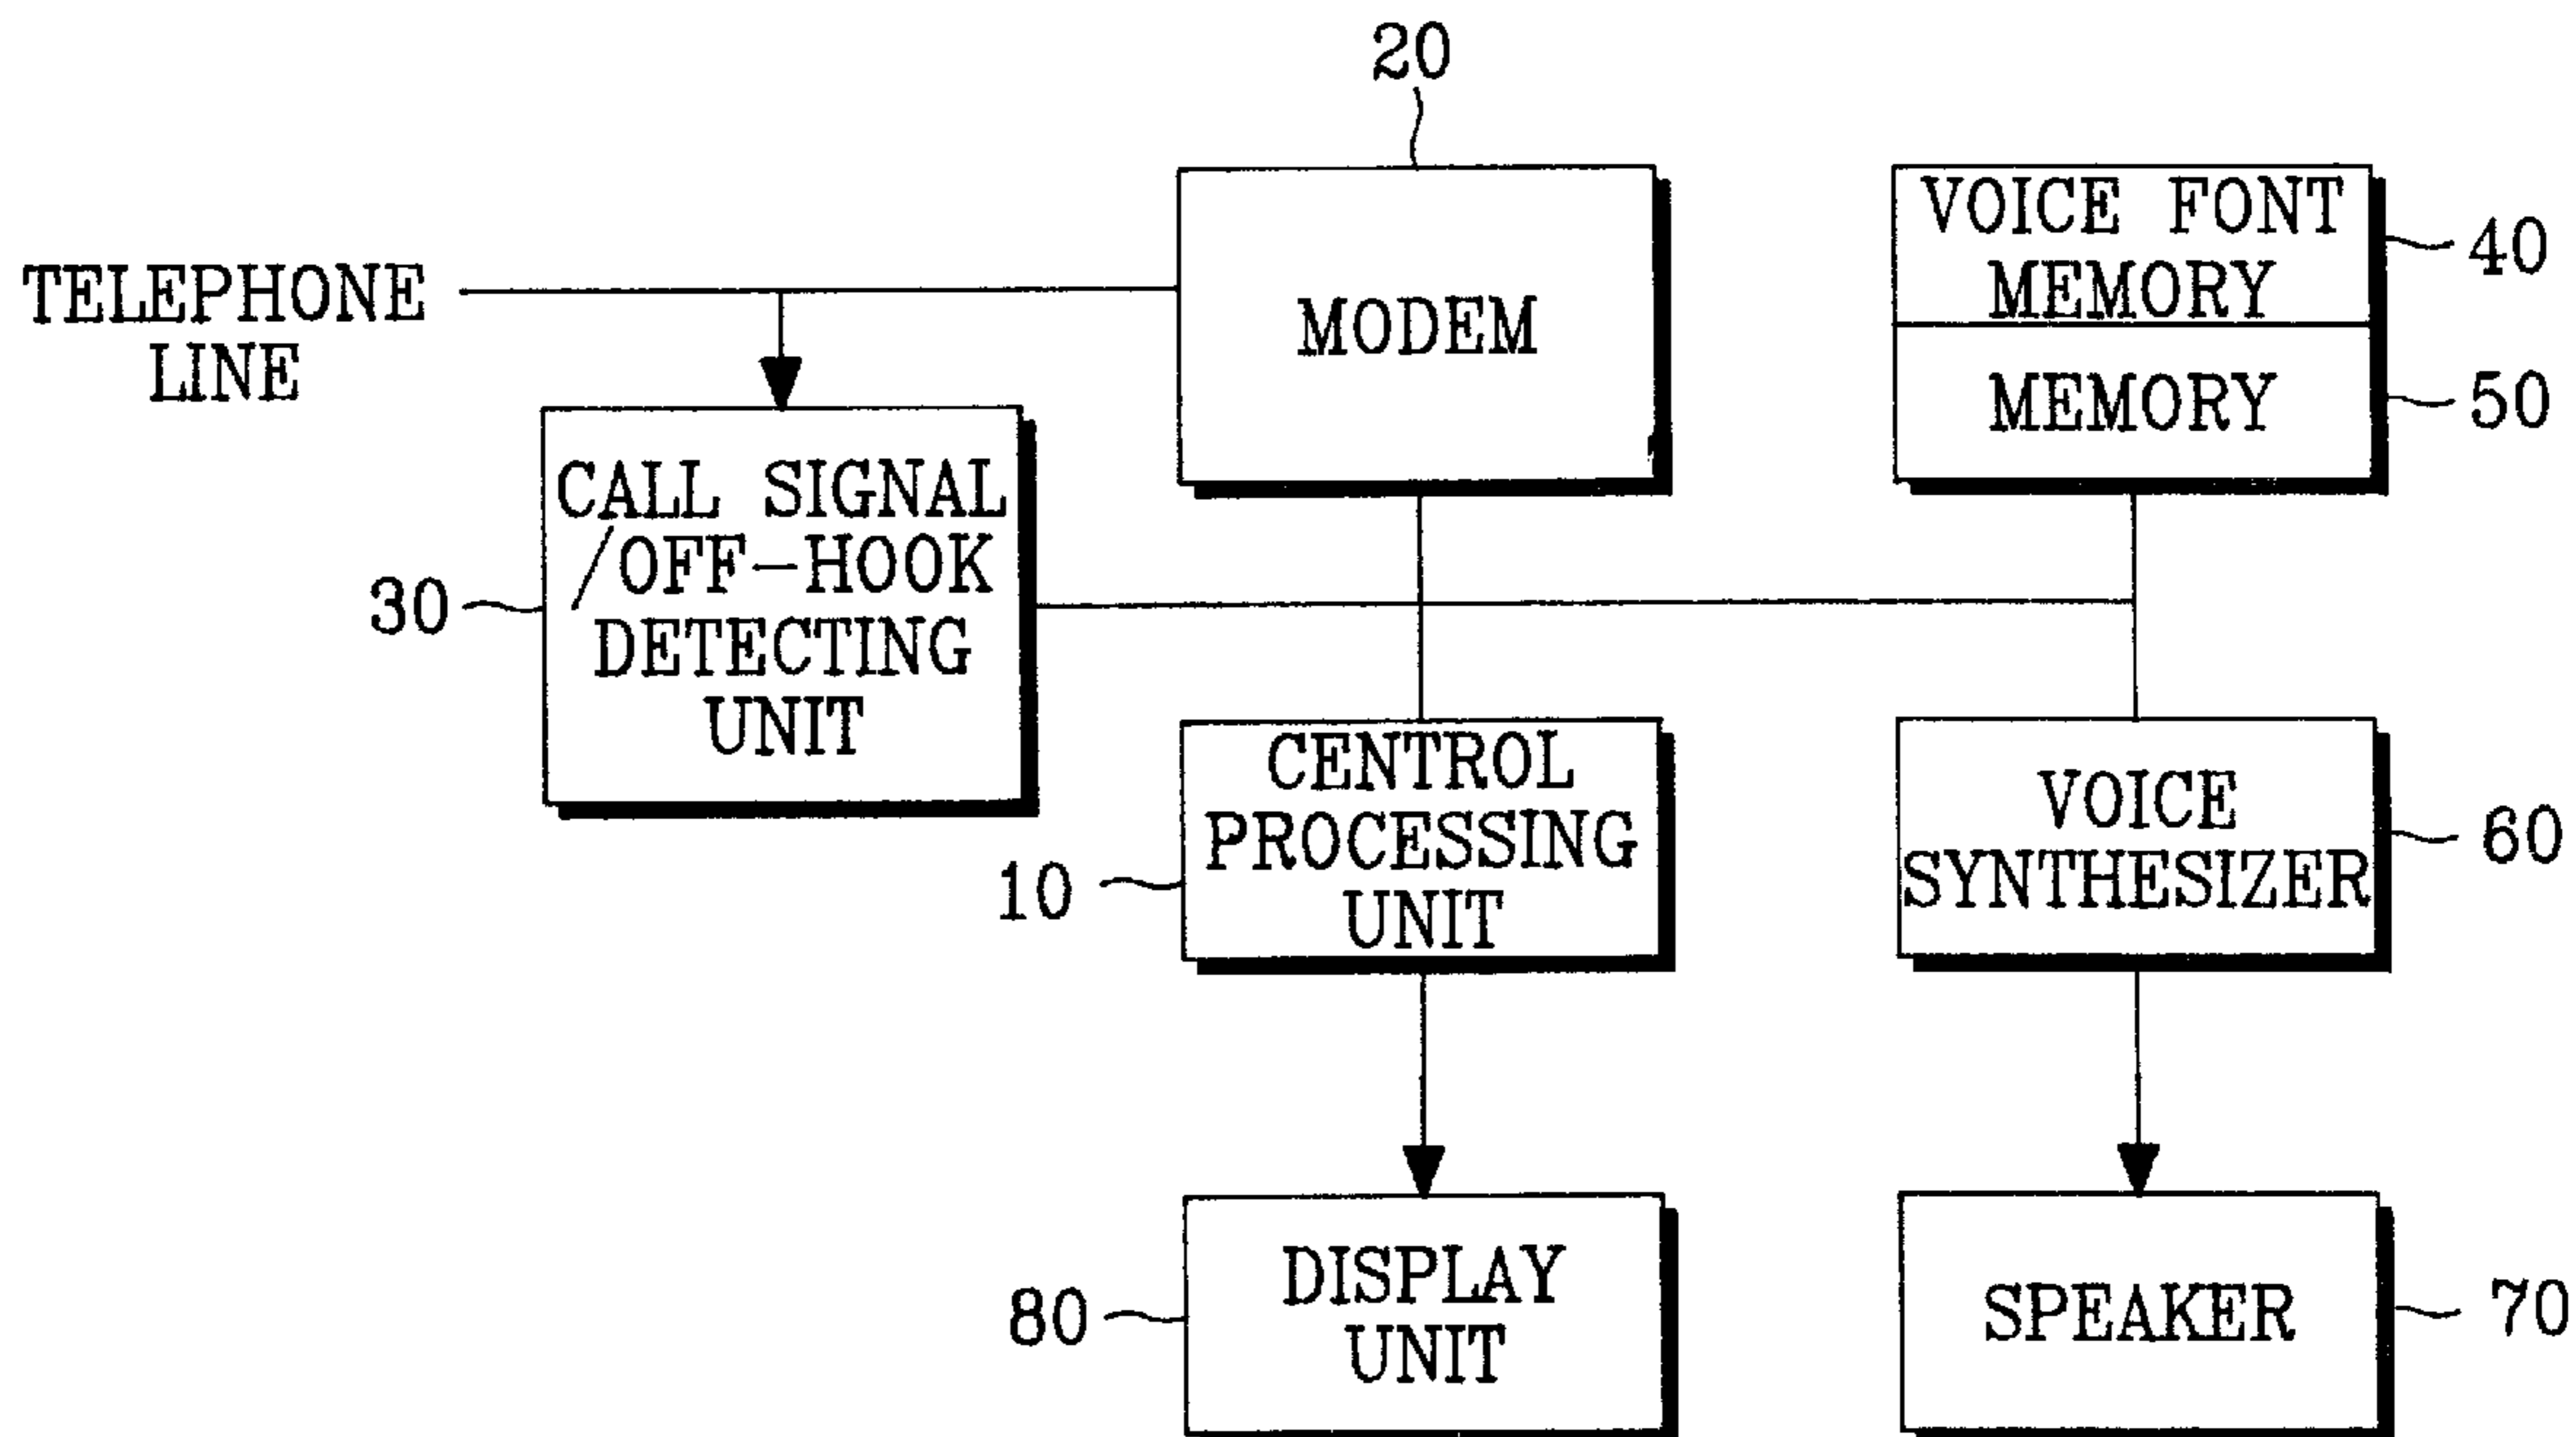 20
TELEPHONE
LINE
MODEM
VOICE FONT
MEMORY
40
MEMORY
50
CALL SIGNAL
/OFF-HOOK
DETECTING
UNIT
30
CENTROL
PROCESSING
UNIT
10
VOICE
SYNTHESIZER
60
DISPLAY
UNIT
80
SPEAKER
70